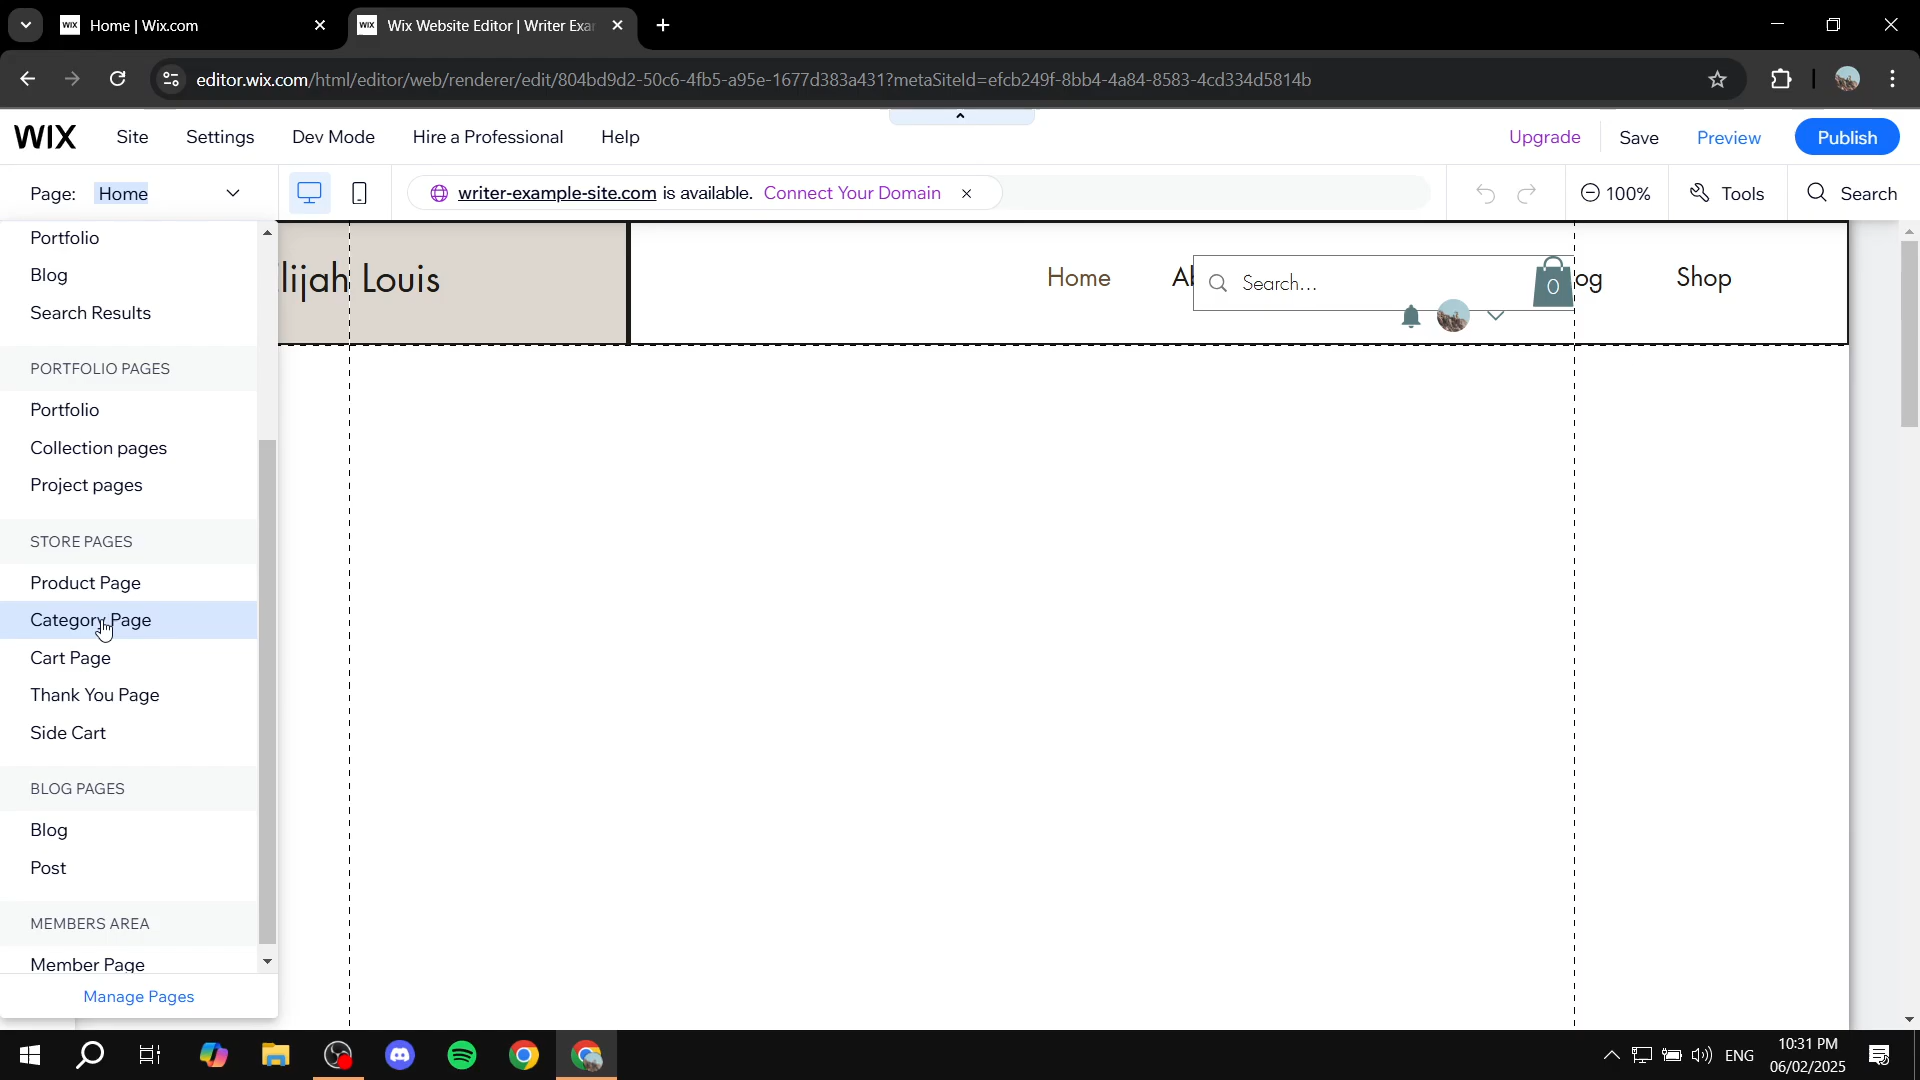 Home | Wix.com
Wix Website Editor | Writer Exa
editor.wix.com/html/editor/web/renderer/edit/804bd9d2-50c6-4fb5-a95e-1677d383a431?metaSiteId=efcb249f-8bb4-4a84-8583-4cd334d5814b
WIX Site Settings Dev Mode Hire a Professional Help Upgrade Save Preview Publish
Page: Home writer-example-site.com is available. Connect Your Domain 100% Tools Search
Portfolio
Blog
Search Results
PORTFOLIO PAGES
Portfolio
Collection pages
Project pages
STORE PAGES
Product Page
Category Page
Cart Page
Thank You Page
Side Cart
BLOG PAGES
Blog
Post
MEMBERS AREA
Member Page
Manage Pages
lijah Louis
Home Ab Search... 0 og Shop
ENG
10:31 PM
06/02/2025